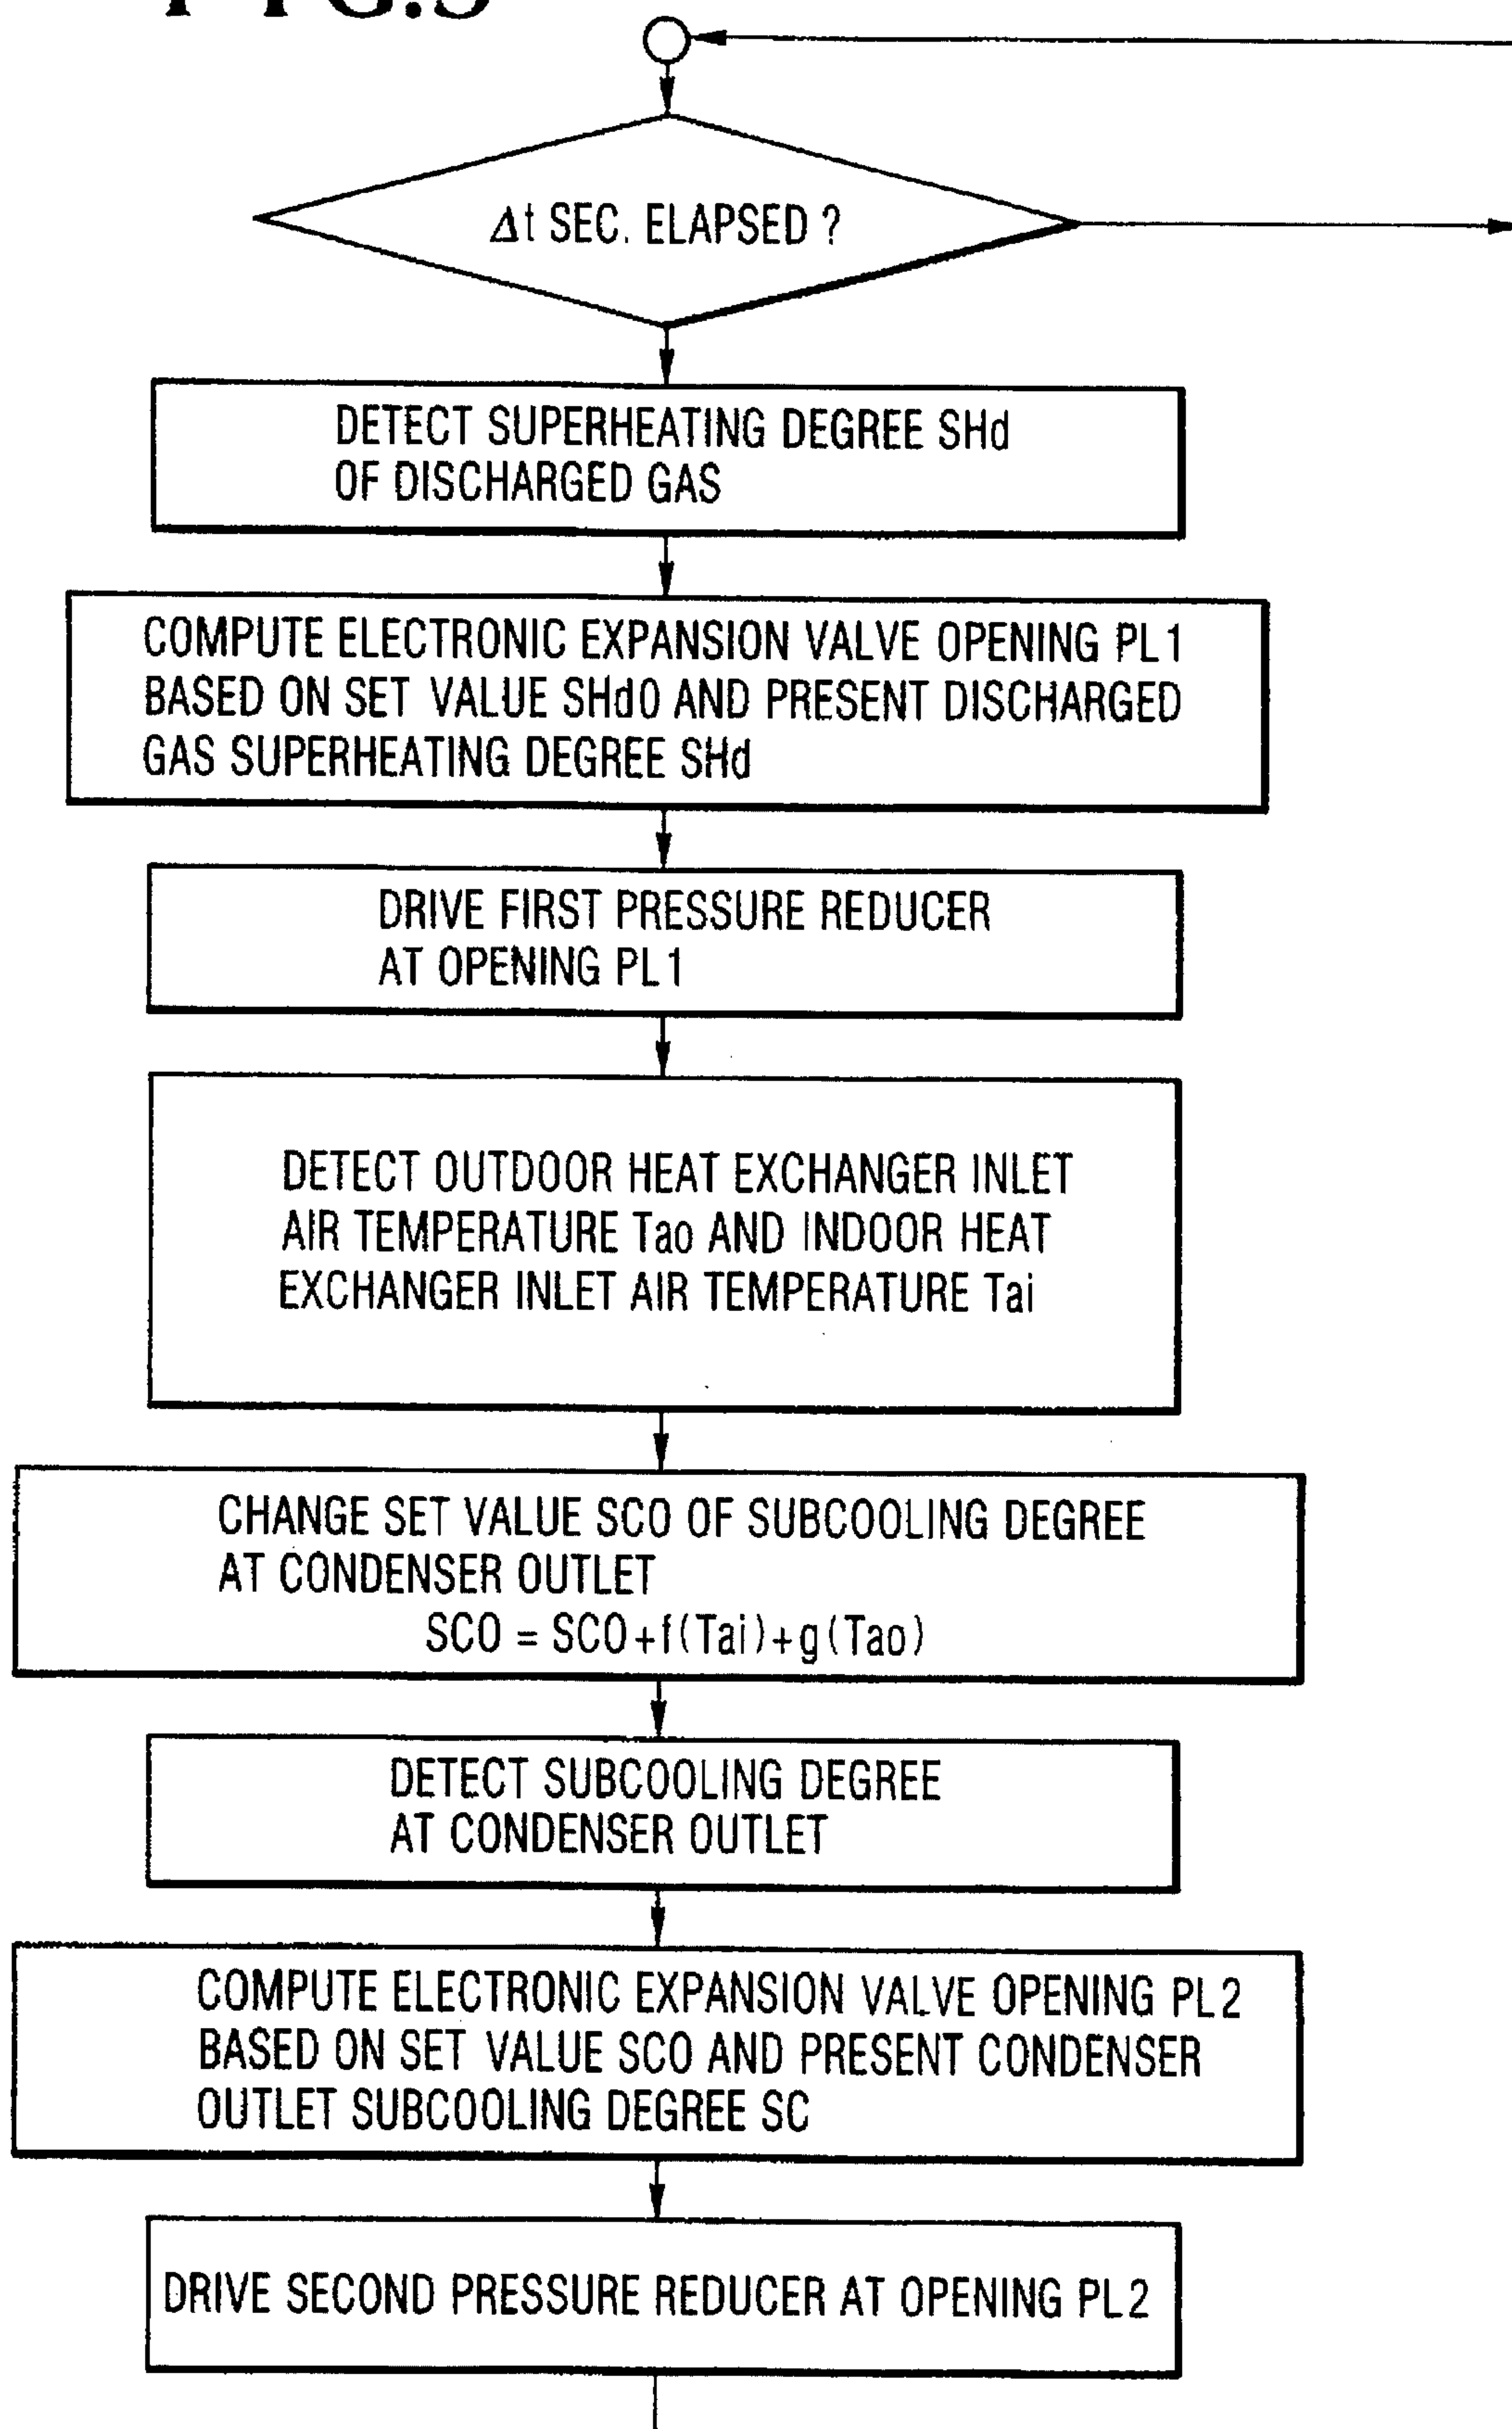 FIG.5
Δt SEC. ELAPSED ?
DETECT SUPERHEATING DEGREE SHd
OF DISCHARGED GAS
COMPUTE ELECTRONIC EXPANSION VALVE OPENING PL1
BASED ON SET VALUE SHd0 AND PRESENT DISCHARGED
GAS SUPERHEATING DEGREE SHd
DRIVE FIRST PRESSURE REDUCER
AT OPENING PL1
DETECT OUTDOOR HEAT EXCHANGER INLET
AIR TEMPERATURE Tao AND INDOOR HEAT
EXCHANGER INLET AIR TEMPERATURE Tai
CHANGE SET VALUE SC0 OF SUBCOOLING DEGREE
AT CONDENSER OUTLET
SC0 = SC0+f(Tai)+g(Tao)
DETECT SUBCOOLING DEGREE
AT CONDENSER OUTLET
COMPUTE ELECTRONIC EXPANSION VALVE OPENING PL2
BASED ON SET VALUE SC0 AND PRESENT CONDENSER
OUTLET SUBCOOLING DEGREE SC
DRIVE SECOND PRESSURE REDUCER AT OPENING PL2